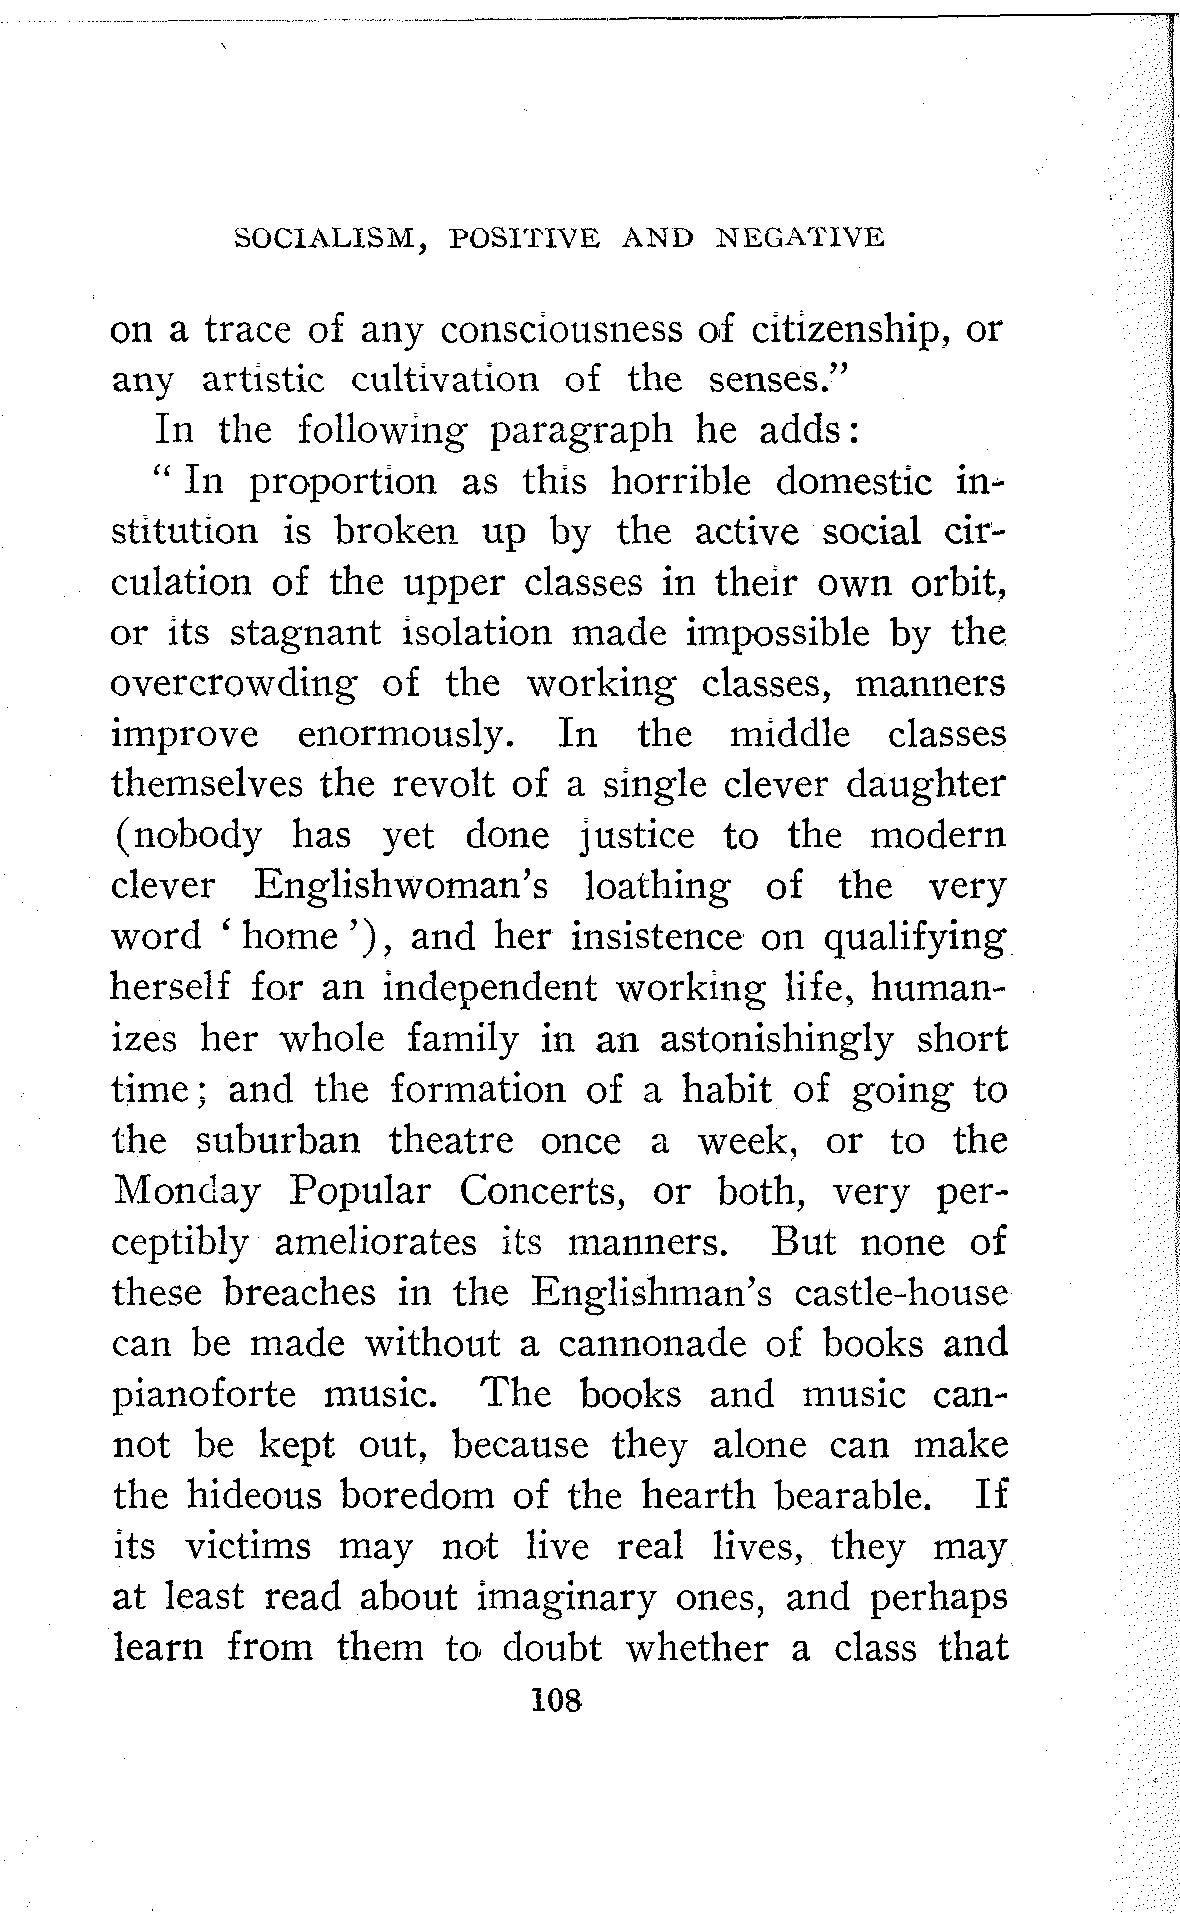 SOCIALISM, POSITIVE AND NEGATIVE
on a trace of any consciousness of citizenship, or
any artistic cultivation of the senses.”
In the following paragraph he adds:
“ In proportion as this horrible domestic in-
stitution is broken up by the active social cir-
culation of the upper classes in their own orbit,
or its stagnant isolation made impossible by the
overcrowding of the working classes, manners
improve enormously. In the middle classes
themselves the revolt of a single clever daughter
(nobody has yet done justice to the modern
clever Englishwoman’s loathing of the very
word ‘ home ’), and her insistence on qualifying
herself for an independent working life, human-
izes her whole family in an astonishingly short
time ; and the formation of a habit of going to
the suburban theatre once a week, or to the
Monday Popular Concerts, or both, very per-
ceptibly ameliorates its manners. But none of
these breaches in the Englishman’s castle-house
can be made without a cannonade of books and
pianoforte music. The books and music can-
not be kept out, because they alone can make
the hideous boredom of the hearth bearable. If
its victims may not live real lives, they may
at least read about imaginary ones, and perhaps
learn from them to doubt whether a class that
108